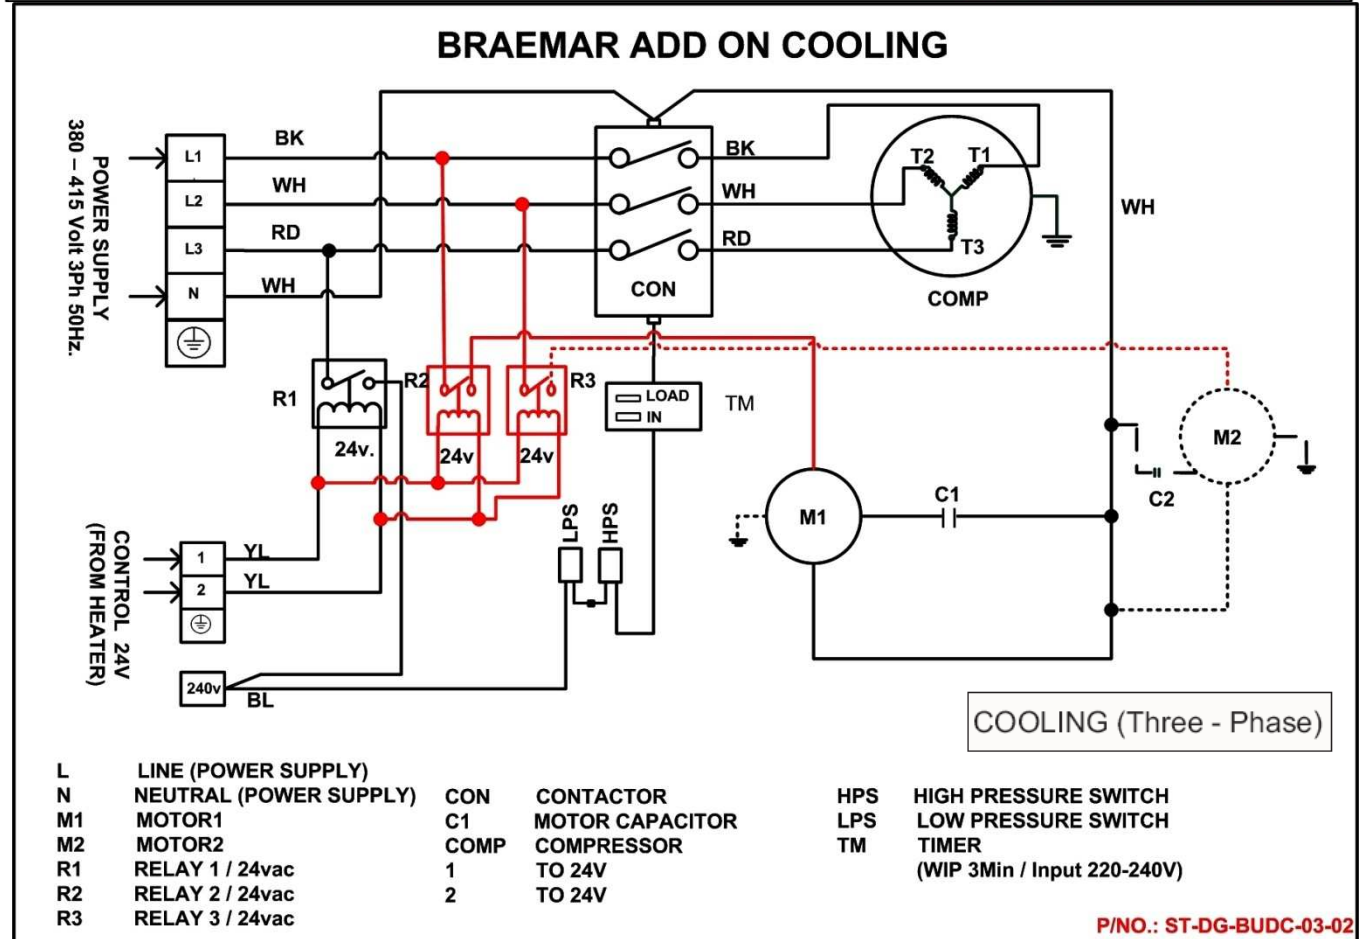 BRAEMAR ADD ON COOLING
POWER SUPPLY
380 – 415 Volt 3Ph 50Hz.
L1
L2
L3
N
BK
WH
RD
WH
CON
BK
WH
RD
T2
T1
T3
COMP
WH
R1
24v.
R2
24v
R3
24v
LOAD
IN
TM
M1
C1
M2
C2
LPS
HPS
CONTROL 24V
(FROM HEATER)
1
2
YL
YL
240v
BL
COOLING (Three - Phase)
L LINE (POWER SUPPLY)
N NEUTRAL (POWER SUPPLY)
M1 MOTOR1
M2 MOTOR2
R1 RELAY 1 / 24vac
R2 RELAY 2 / 24vac
R3 RELAY 3 / 24vac
CON CONTACTOR
C1 MOTOR CAPACITOR
COMP COMPRESSOR
1 TO 24V
2 TO 24V
HPS HIGH PRESSURE SWITCH
LPS LOW PRESSURE SWITCH
TM TIMER
(WIP 3Min / Input 220-240V)
P/NO.: ST-DG-BUDC-03-02